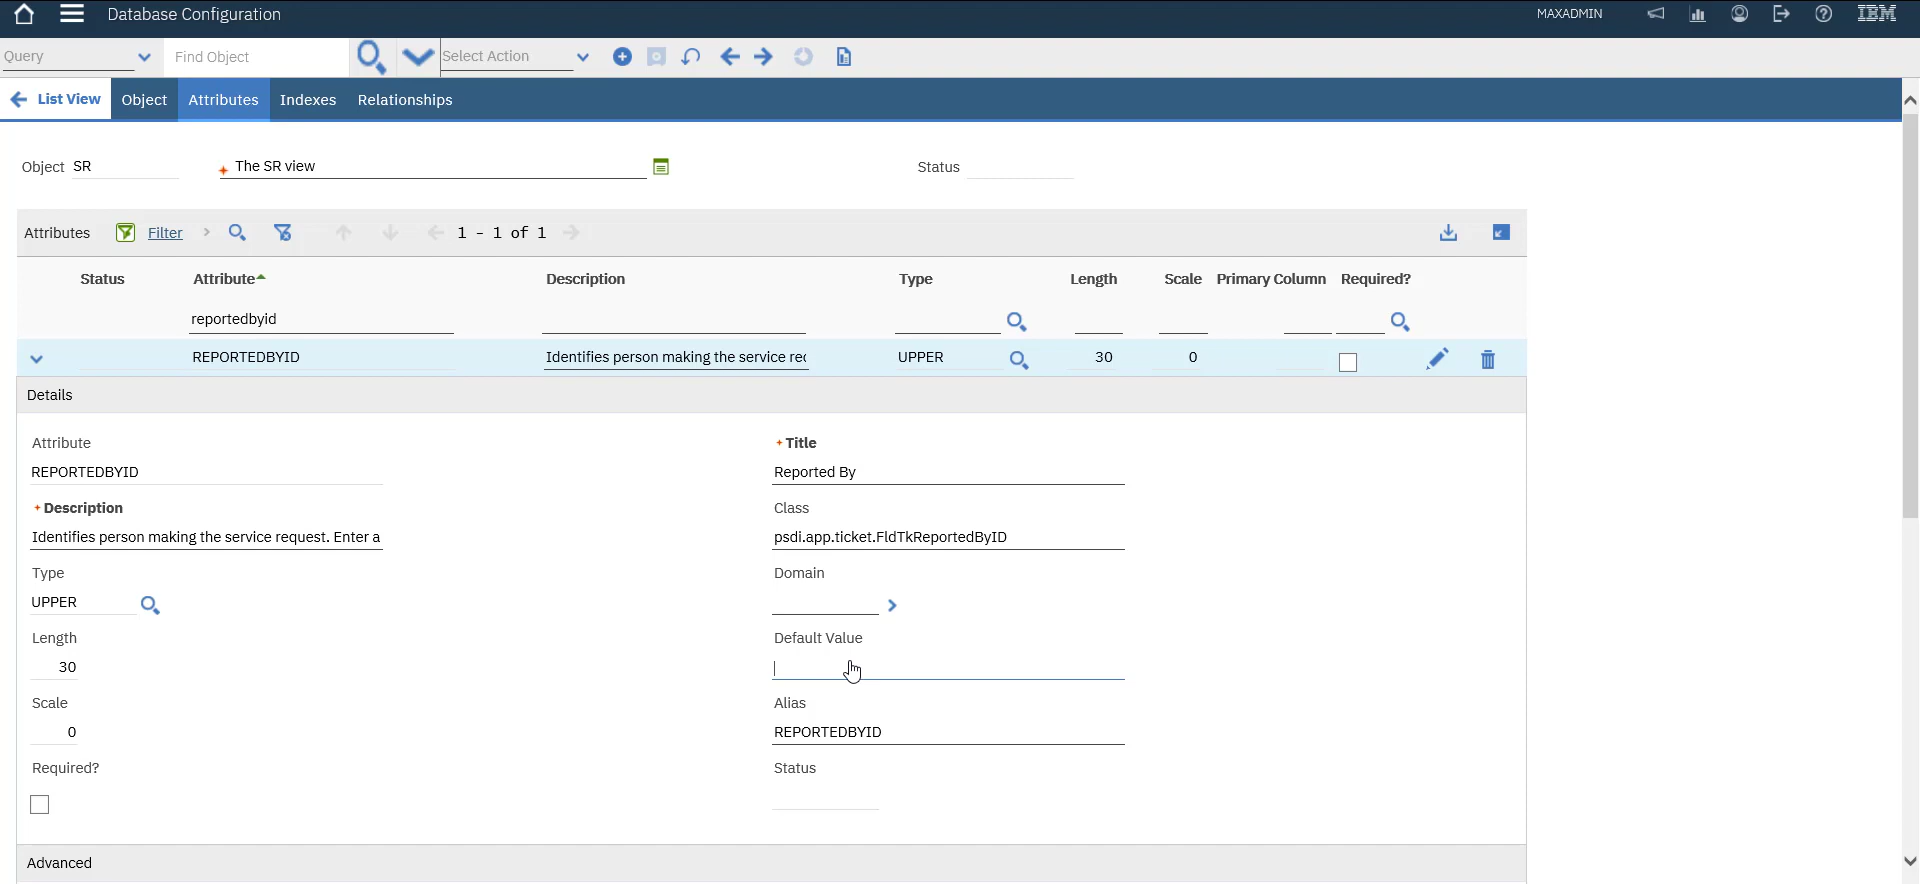 Database Configuration MAXADMIN IBM
Query Find Object Select Action
List View Object Attributes Indexes Relationships
Object SR The SR view Status
Attributes Filter 1 - 1 of 1
Status Attribute Description Type Length Scale Primary Column Required?
reportedbyid
REPORTEDBYID Identifies person making the service rec UPPER 30 0
Details
Attribute Title
REPORTEDBYID Reported By
Description Class
Identifies person making the service request. Enter a psdi.app.ticket.FldTkReportedByID
Type Domain
UPPER
Length Default Value
30
Scale Alias
0 REPORTEDBYID
Required? Status
Advanced